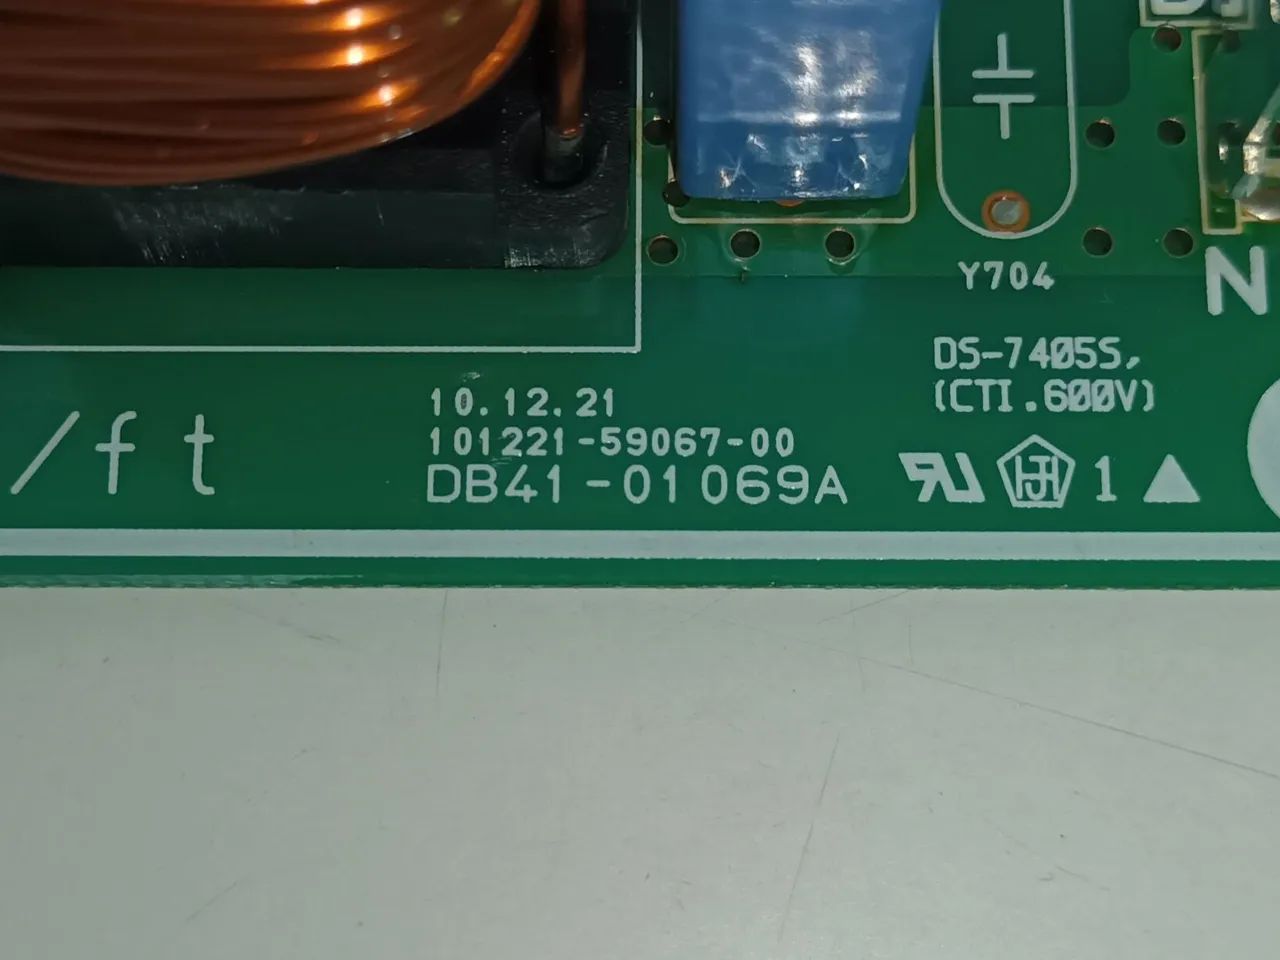 Y704
N
DS-7405S,
(CTI.600V)
10.12.21
101221-59067-00
/ft
DB41-01069A
1